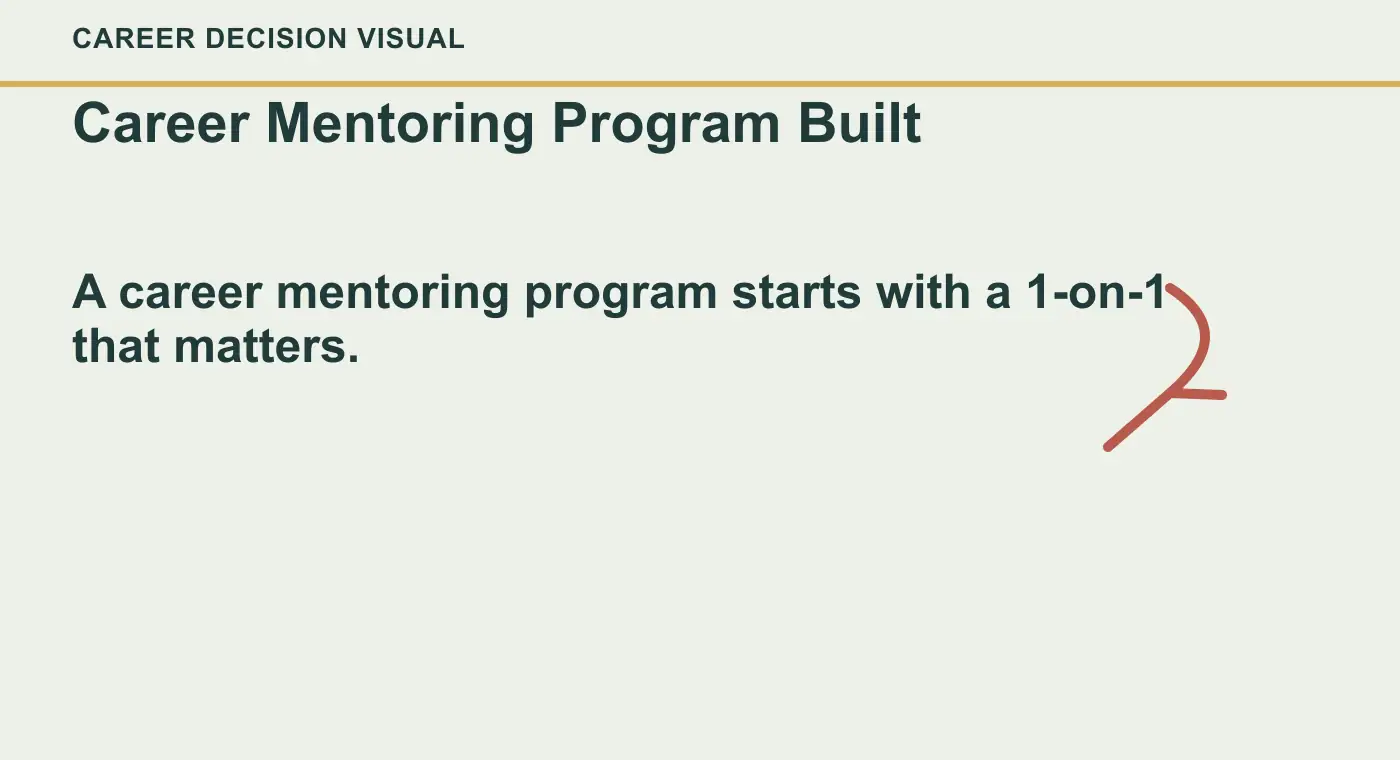 CAREER DECISION VISUAL
Career Mentoring Program Built
A career mentoring program starts with a 1-on-1
that matters.